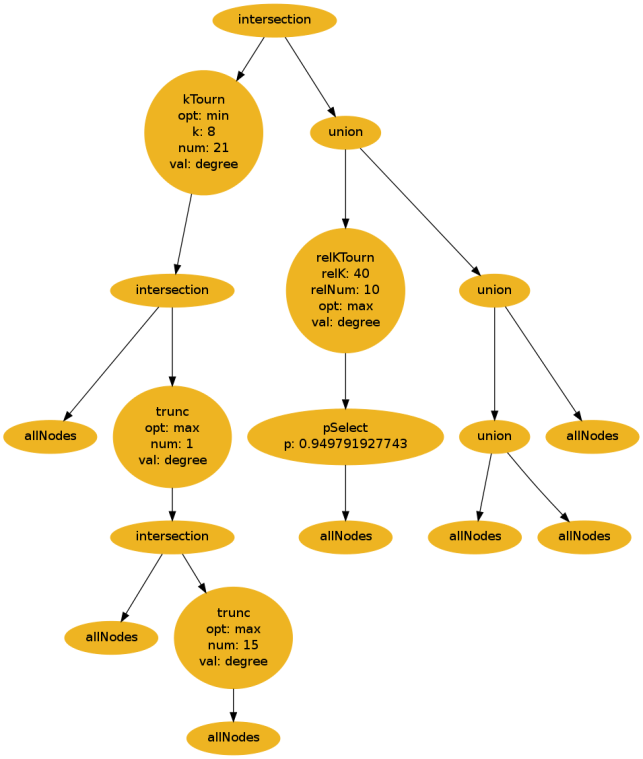 intersection
kTourn
opt: min
k: 8
num: 21
val: degree
union
intersection
relKTourn
relK: 40
relNum: 10
opt: max
val: degree
union
allNodes
trunc
opt: max
num: 1
val: degree
pSelect
p: 0.949791927743
union
allNodes
intersection
allNodes
allNodes
allNodes
allNodes
trunc
opt: max
num: 15
val: degree
allNodes